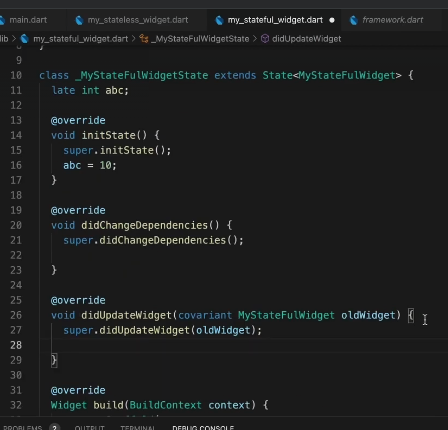 main.dart my_stateless_widget.dart my_stateful_widget.dart ● framework.dart
lib > my_stateful_widget.dart > _MyStateFulWidgetState > didUpdateWidget
8 }
9
10 class _MyStateFulWidgetState extends State<MyStateFulWidget> {
11 late int abc;
12
13 @override
14 void initState() {
15 super.initState();
16 abc = 10;
17 }
18
19 @override
20 void didChangeDependencies() {
21 super.didChangeDependencies();
22
23 }
24
25 @override
26 void didUpdateWidget(covariant MyStateFulWidget oldWidget) {
27 super.didUpdateWidget(oldWidget);
28
29 }
30
31 @override
32 Widget build(BuildContext context) {
PROBLEMS 2 OUTPUT TERMINAL DEBUG CONSOLE